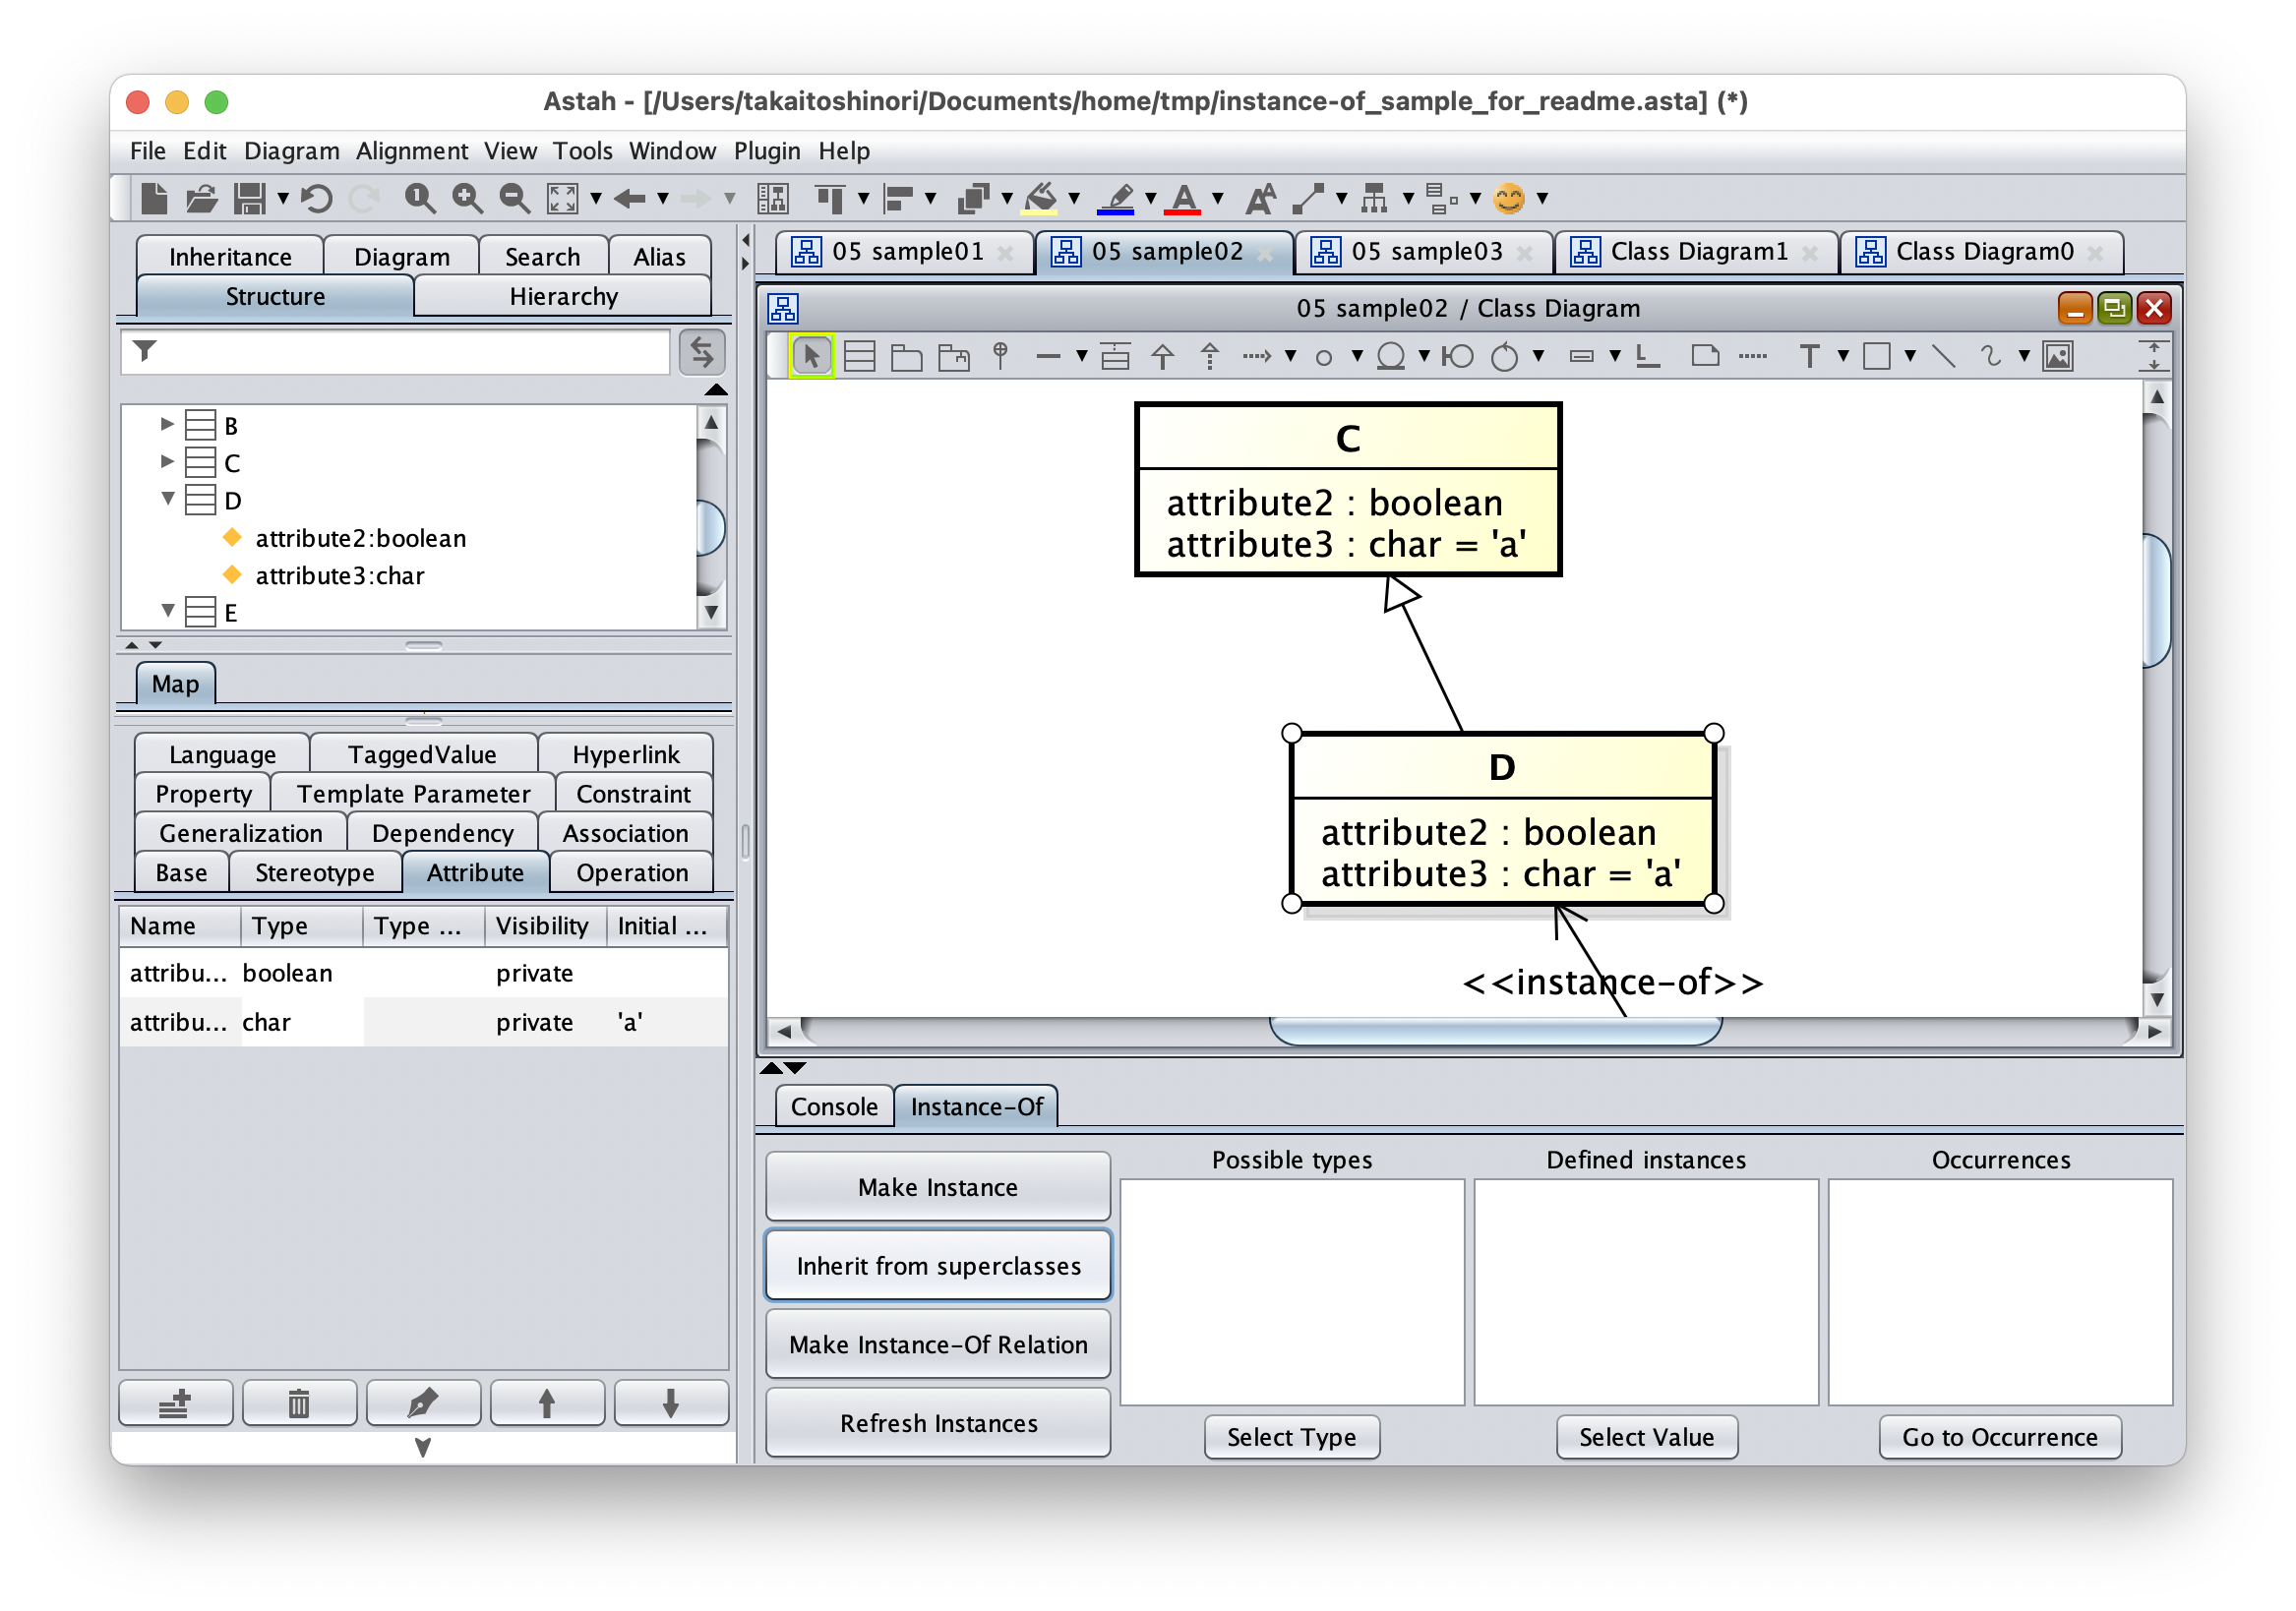 Astah - [/Users/takaitoshinori/Documents/home/tmp/instance-of_sample_for_readme.asta] (*)
File Edit Diagram Alignment View Tools Window Plugin Help
Inheritance Diagram Search Alias
Structure Hierarchy
B
C
D
attribute2:boolean
attribute3:char
E
Map
Language TaggedValue Hyperlink
Property Template Parameter Constraint
Generalization Dependency Association
Base Stereotype Attribute Operation
Name Type Type ... Visibility Initial ...
attribu... boolean private
attribu... char private 'a'
05 sample01 05 sample02 05 sample03 Class Diagram1 Class Diagram0
05 sample02 / Class Diagram
C
attribute2 : boolean
attribute3 : char = 'a'
D
attribute2 : boolean
attribute3 : char = 'a'
<<instance-of>>
Console Instance-Of
Make Instance
Inherit from superclasses
Make Instance-Of Relation
Refresh Instances
Possible types Defined instances Occurrences
Select Type Select Value Go to Occurrence